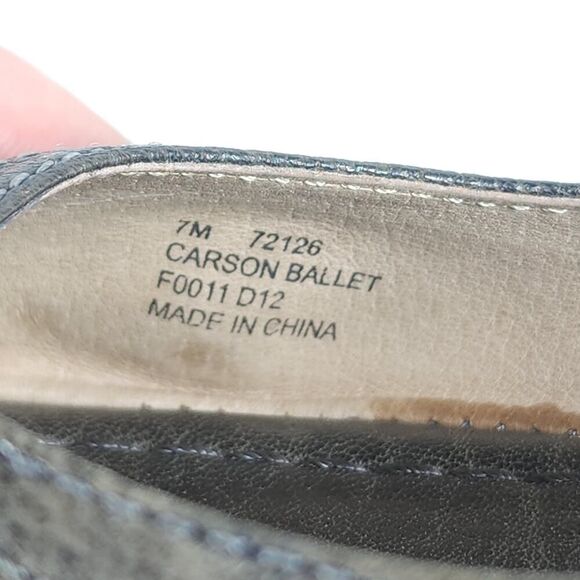 7M 72126
CARSON BALLET
F0011 D12
MADE IN CHINA